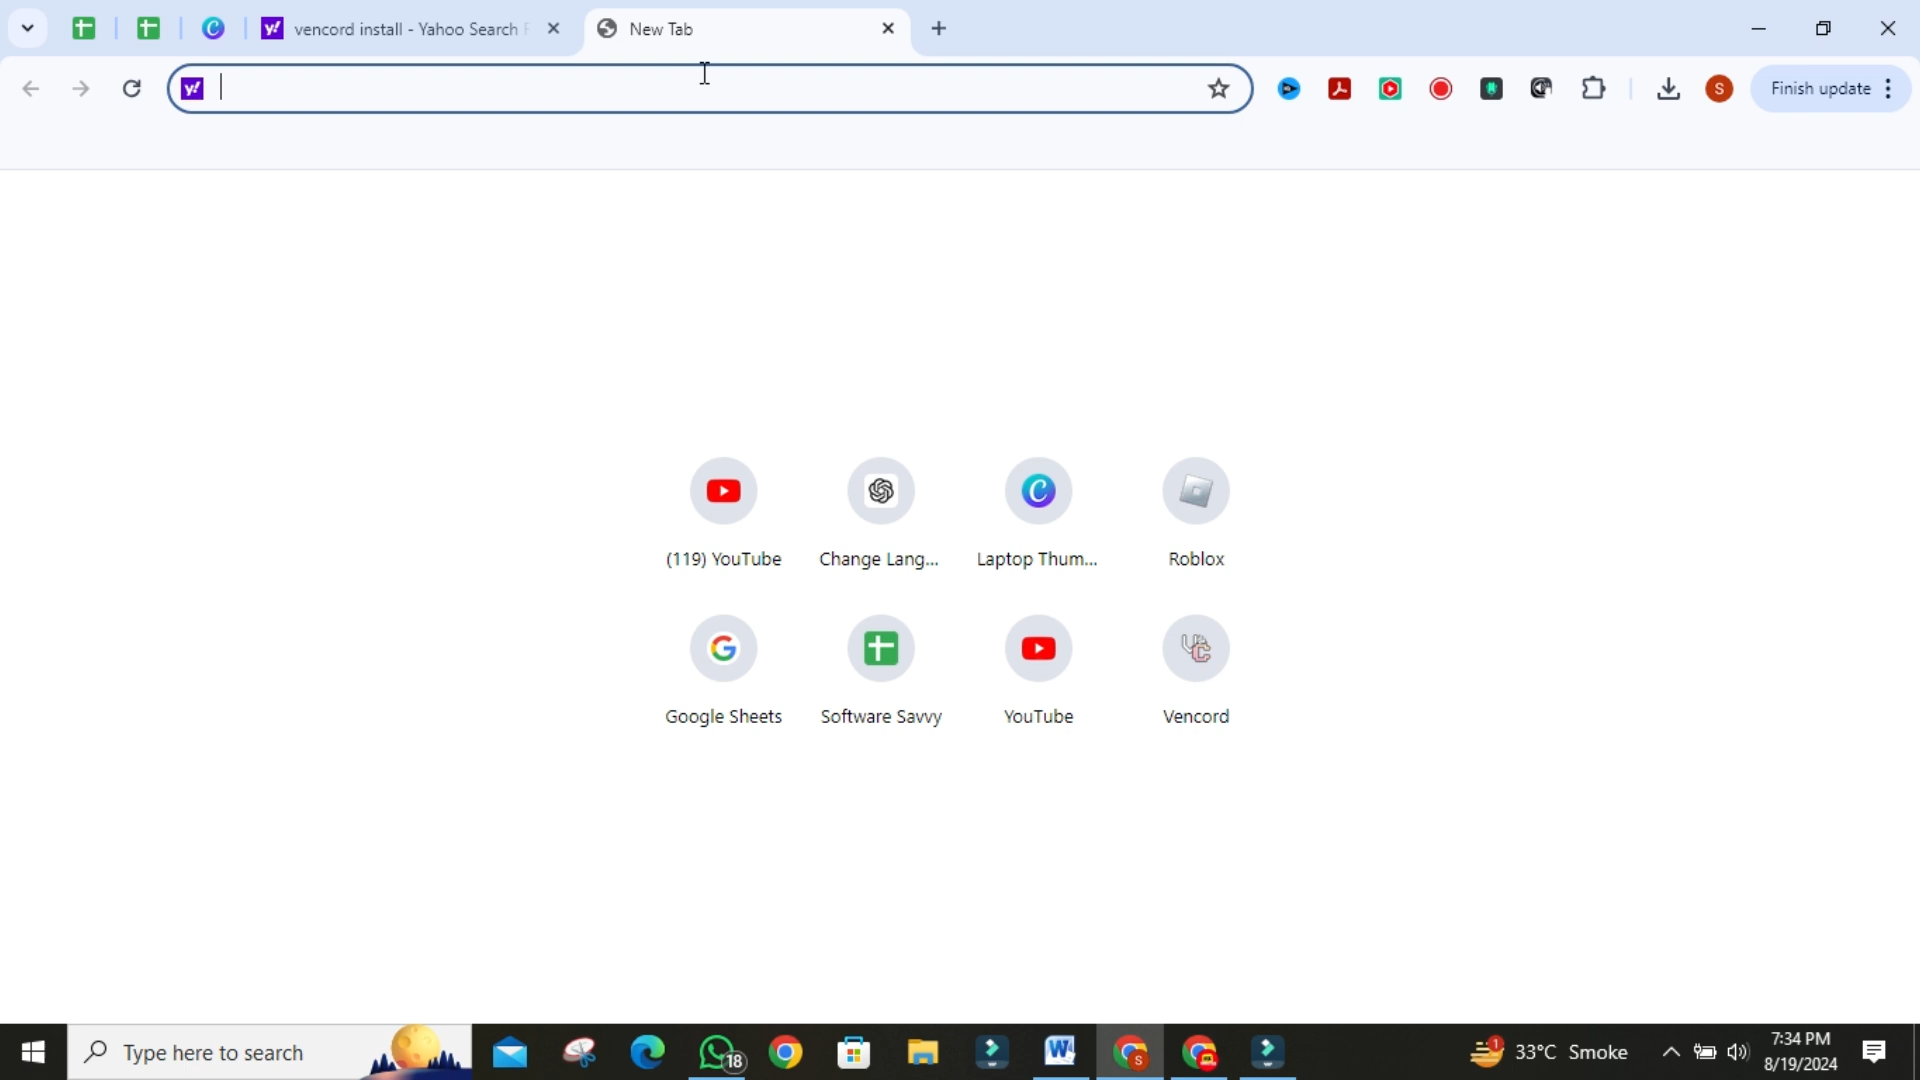 vencord install - Yahoo Search
New Tab
y!
S
Finish update
(119) YouTube
Change Lang...
Laptop Thum...
Roblox
Google Sheets
Software Savvy
YouTube
Vencord
Type here to search
18
1
33°C Smoke
7:34 PM
8/19/2024